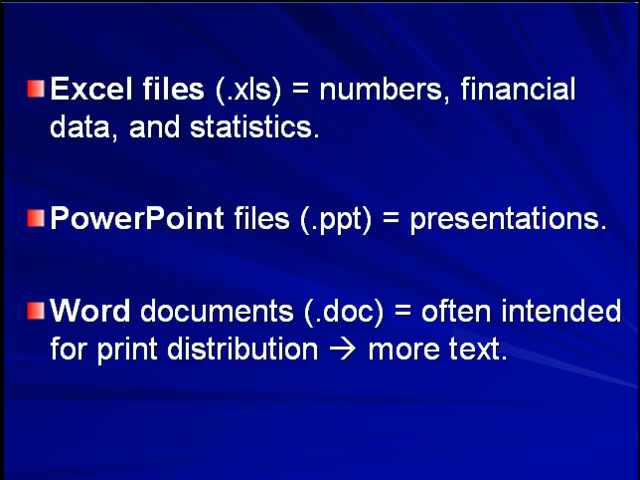 Excel files (.xls) = numbers, financial
data, and statistics.
PowerPoint files (.ppt) = presentations.
Word documents (.doc) = often intended
for print distribution → more text.